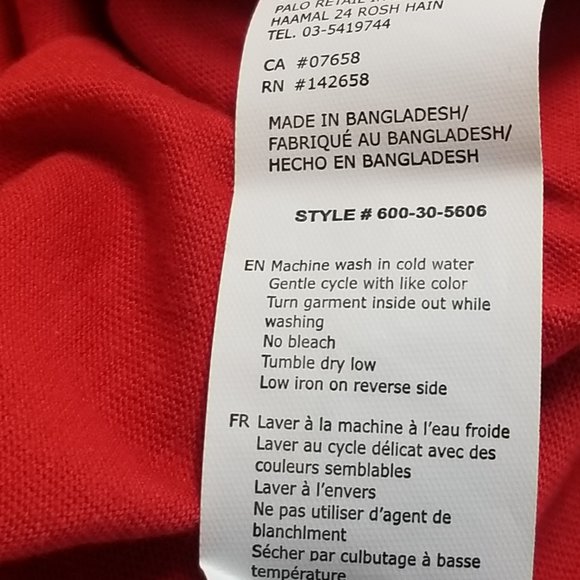 PALO RETAIL
HAAMAL 24 ROSH HAIN
TEL. 03-5419744
CA #07658
RN #142658
MADE IN BANGLADESH/
FABRIQUÉ AU BANGLADESH/
HECHO EN BANGLADESH
STYLE # 600-30-5606
EN Machine wash in cold water
Gentle cycle with like color
Turn garment inside out while
washing
No bleach
Tumble dry low
Low iron on reverse side
FR Laver à la machine à l'eau froide
Laver au cycle délicat avec des
couleurs semblables
Laver à l'envers
Ne pas utiliser d'agent de
blanchlment
Sécher par culbutage à basse
température